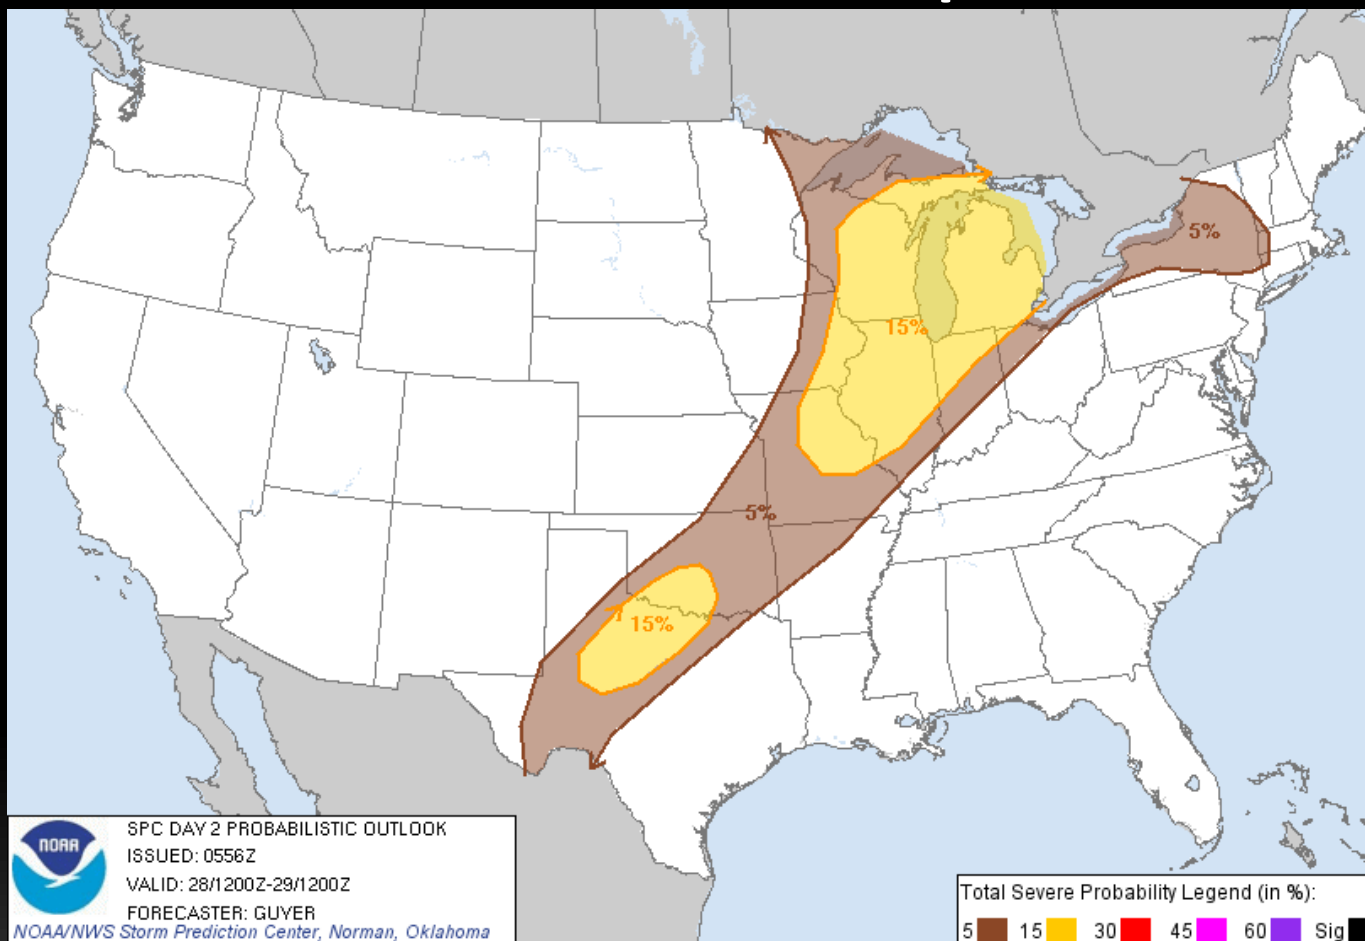 5%
15%
5%
15%
NOAA
SPC DAY 2 PROBABILISTIC OUTLOOK
ISSUED: 0556Z
VALID: 28/1200Z-29/1200Z
FORECASTER: GUYER
NOAA/NWS Storm Prediction Center, Norman, Oklahoma
Total Severe Probability Legend (in %):
5 15 30 45 60 Sig